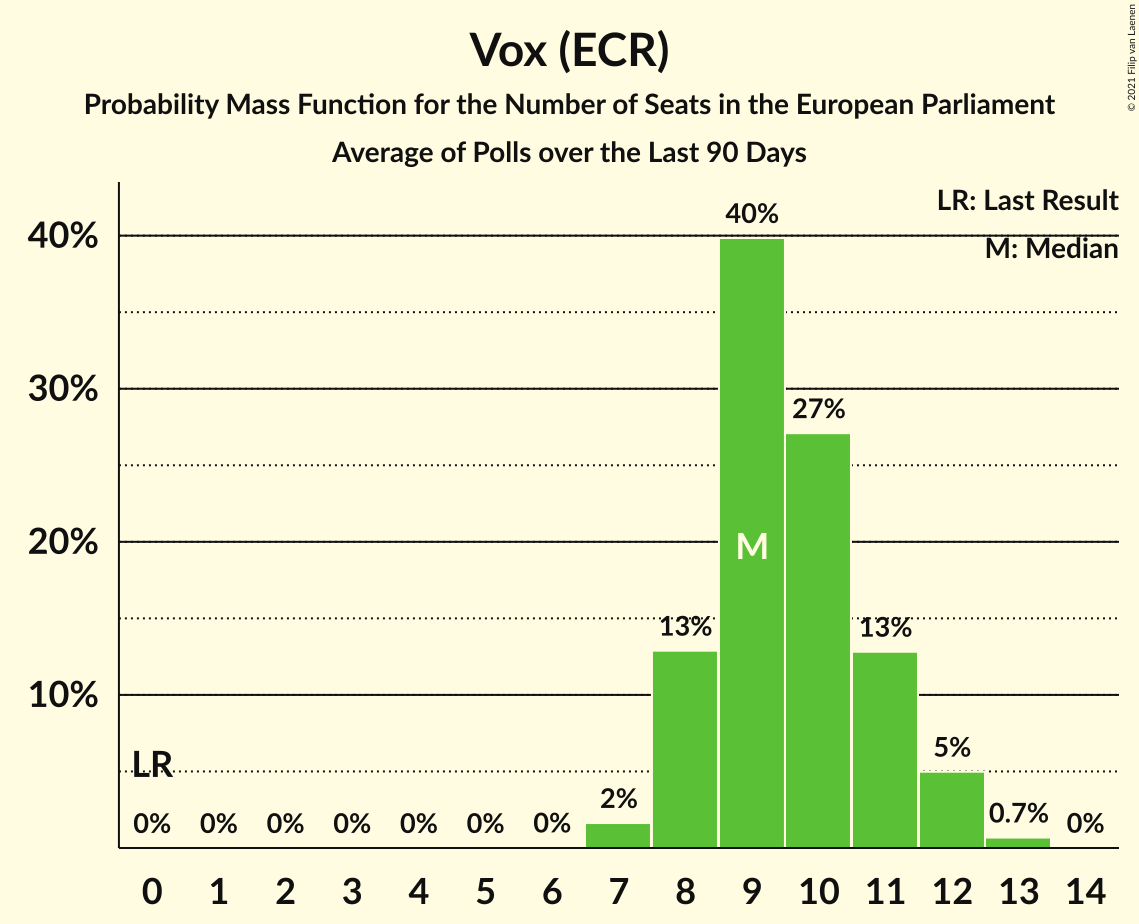 © 2021 Filip van Laenen
Vox (ECR)
Probability Mass Function for the Number of Seats in the European Parliament
Average of Polls over the Last 90 Days
LR: Last Result
M: Median
40%
30%
20%
10%
40%
27%
M
13%
13%
LR
5%
2%
0.7%
0% 0% 0% 0% 0% 0% 0% 0%
0 1 2 3 4 5 6 7 8 9 10 11 12 13 14